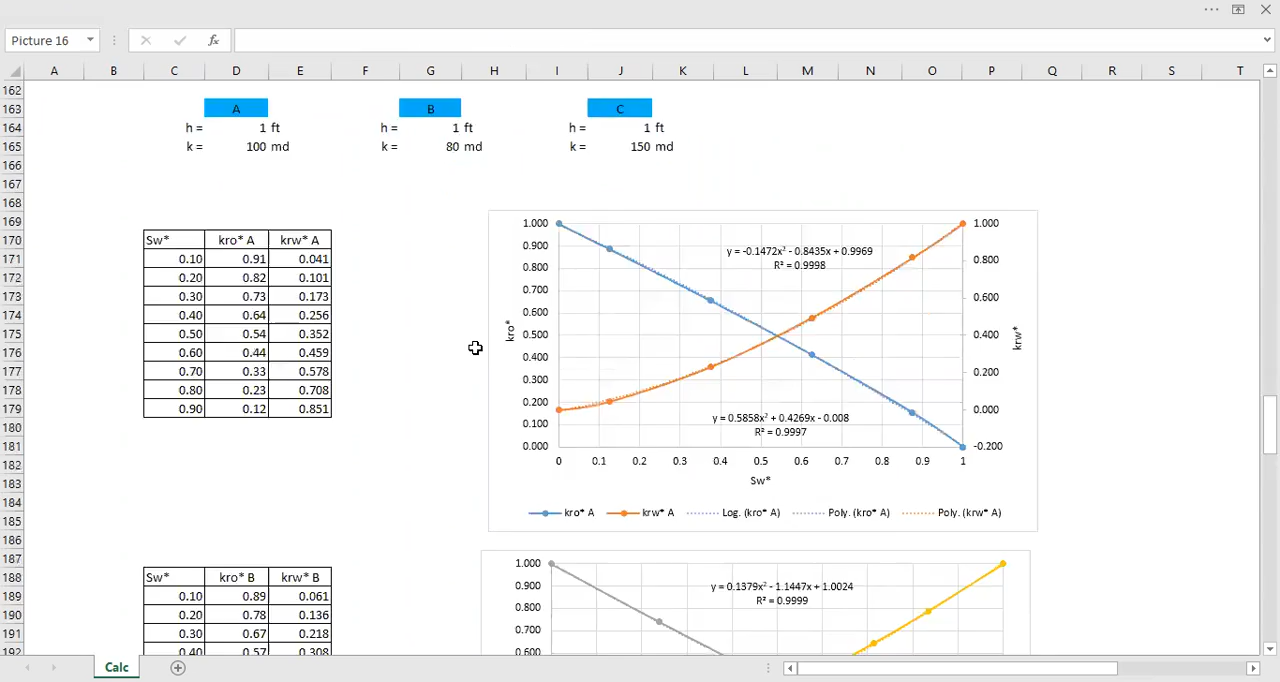 Picture 16
fx
A B C D E F G H I J K L M N O P Q R S T
162
163 A B C
164 h = 1 ft h = 1 ft h = 1 ft
165 k = 100 md k = 80 md k = 150 md
166
167
168
169
170 Sw* kro* A krw* A
171 0.10 0.91 0.041
172 0.20 0.82 0.101
173 0.30 0.73 0.173
174 0.40 0.64 0.256
175 0.50 0.54 0.352
176 0.60 0.44 0.459
177 0.70 0.33 0.578
178 0.80 0.23 0.708
179 0.90 0.12 0.851
180
181
182
183
184
185
186
187
188 Sw* kro* B krw* B
189 0.10 0.89 0.061
190 0.20 0.78 0.136
191 0.30 0.67 0.218
192 0.40 0.57 0.308
1.000
0.900
0.800
0.700
0.600
0.500
0.400
0.300
0.200
0.100
0.000
kro*
y = -0.1472x² - 0.8435x + 0.9969
R² = 0.9998
y = 0.5858x² + 0.4269x - 0.008
R² = 0.9997
1.000
0.800
0.600
0.400
0.200
0.000
-0.200
krw*
0 0.1 0.2 0.3 0.4 0.5 0.6 0.7 0.8 0.9 1
Sw*
kro* A krw* A Log. (kro* A) Poly. (kro* A) Poly. (krw* A)
1.000
0.900
0.800
0.700
0.600
y = 0.1379x² - 1.1447x + 1.0024
R² = 0.9999
1.000
0.800
Calc